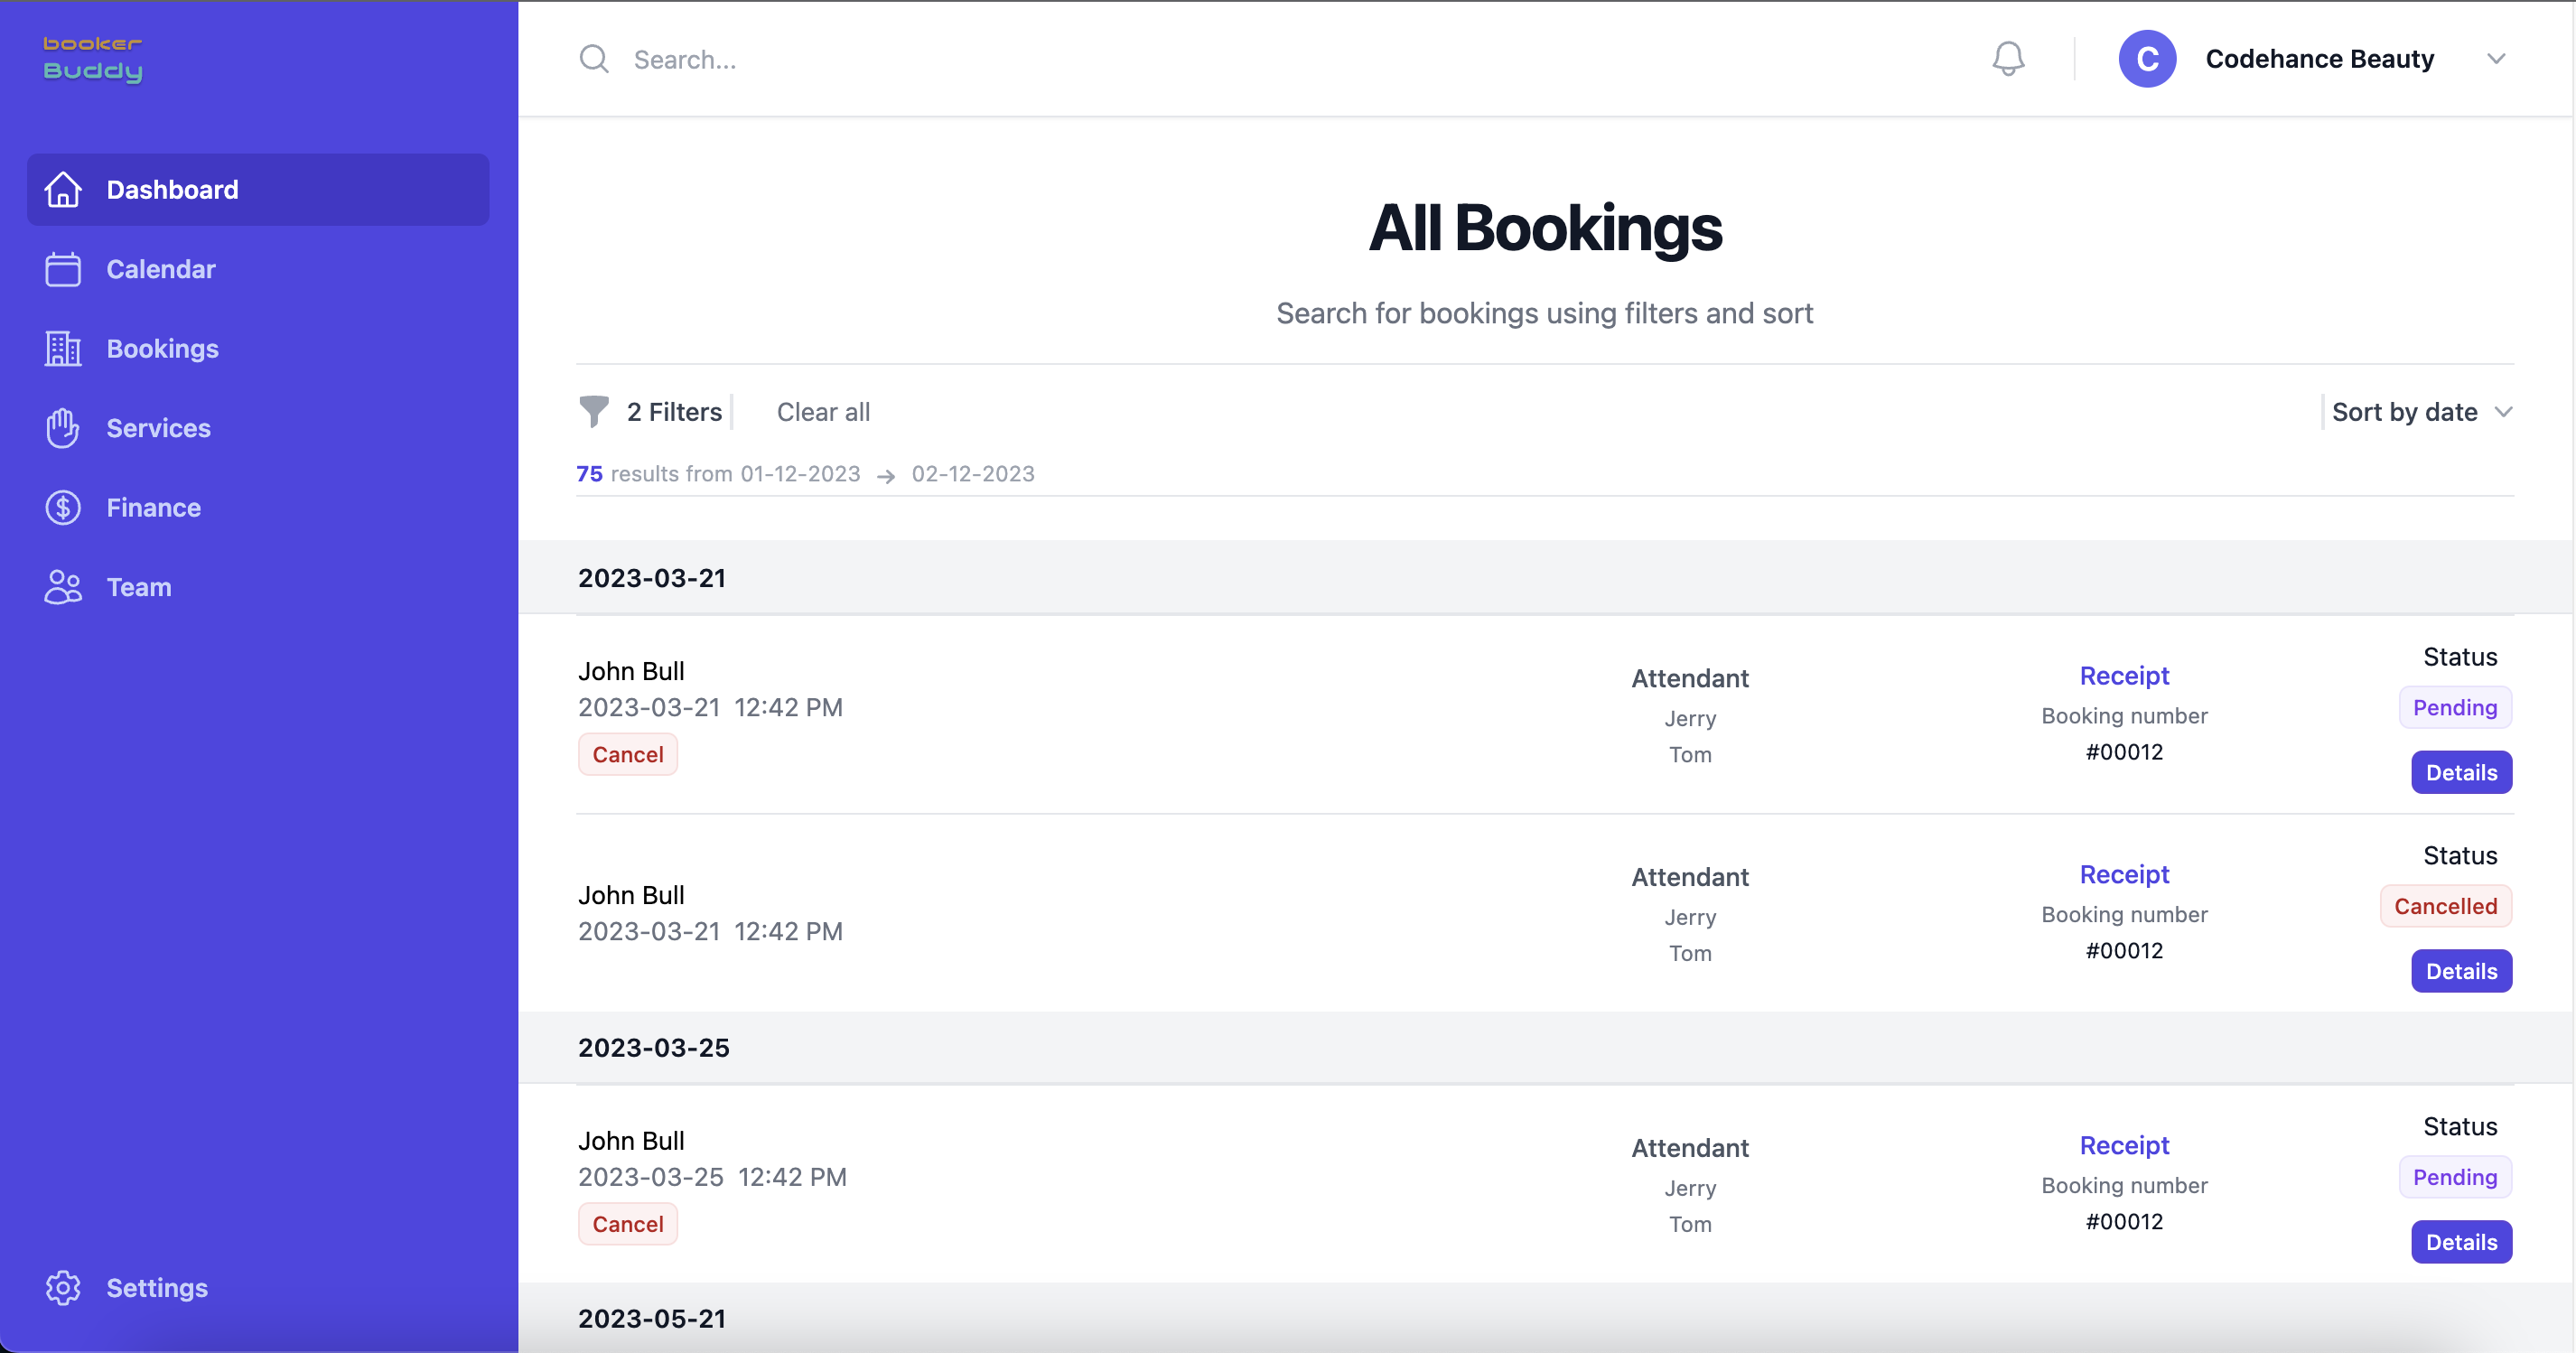 booker
Buddy
Dashboard
Calendar
Bookings
Services
Finance
Team
Settings
Search...
C Codehance Beauty
All Bookings
Search for bookings using filters and sort
2 Filters Clear all Sort by date
75 results from 01-12-2023 → 02-12-2023
2023-03-21
John Bull
2023-03-21 12:42 PM
Cancel
Attendant
Jerry
Tom
Receipt
Booking number
#00012
Status
Pending
Details
John Bull
2023-03-21 12:42 PM
Attendant
Jerry
Tom
Receipt
Booking number
#00012
Status
Cancelled
Details
2023-03-25
John Bull
2023-03-25 12:42 PM
Cancel
Attendant
Jerry
Tom
Receipt
Booking number
#00012
Status
Pending
Details
2023-05-21